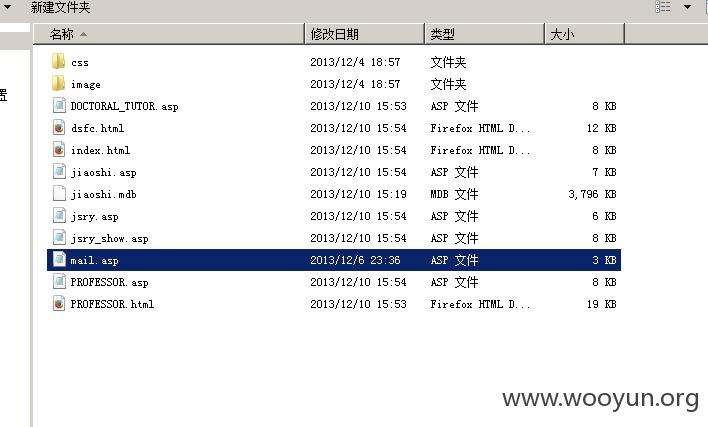 新建文件夹
名称 修改日期 类型 大小
css 2013/12/4 18:57 文件夹
image 2013/12/4 18:57 文件夹
置
DOCTORAL_TUTOR.asp 2013/12/10 15:53 ASP 文件 8 KB
dsfc.html 2013/12/10 15:54 Firefox HTML D... 12 KB
index.html 2013/12/10 15:54 Firefox HTML D... 8 KB
jiaoshi.asp 2013/12/10 15:54 ASP 文件 7 KB
jiaoshi.mdb 2013/12/10 15:19 MDB 文件 3,796 KB
jsry.asp 2013/12/10 15:54 ASP 文件 6 KB
jsry_show.asp 2013/12/10 15:54 ASP 文件 8 KB
mail.asp 2013/12/6 23:36 ASP 文件 3 KB
PROFESSOR.asp 2013/12/10 15:54 ASP 文件 8 KB
PROFESSOR.html 2013/12/10 15:53 Firefox HTML D... 19 KB
www.wooyun.org